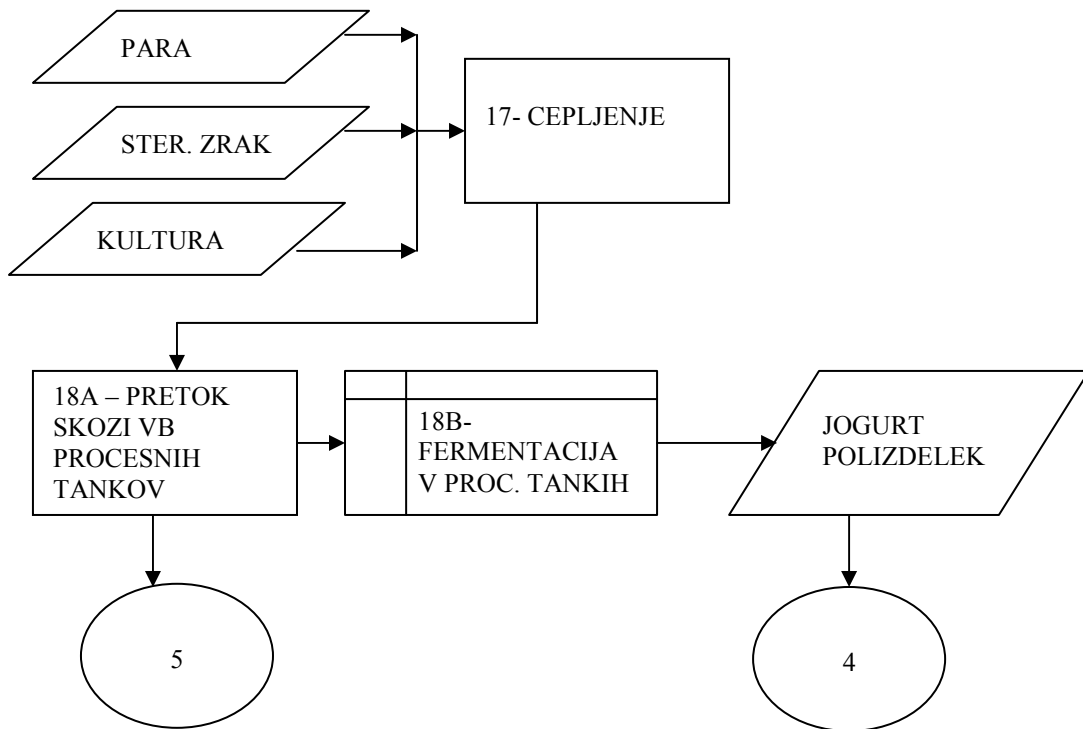 PARA
STER. ZRAK
KULTURA
17- CEPLJENJE
18A – PRETOK
SKOZI VB
PROCESNIH
TANKOV
18B-
FERMENTACIJA
V PROC. TANKIH
JOGURT
POLIZDELEK
5
4